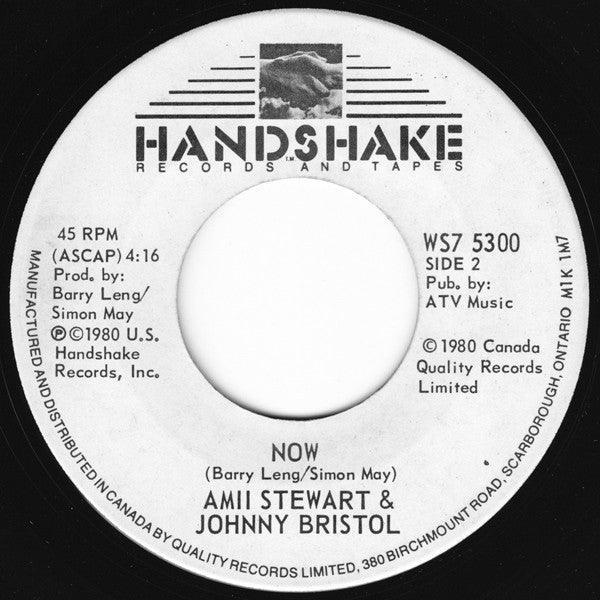 HANDSHAKE
T.M.
RECORDS AND TAPES
45 RPM
(ASCAP) 4:16
Prod. by:
Barry Leng/
Simon May
Ⓟ©1980 U.S.
Handshake
Records, Inc.
WS7 5300
SIDE 2
Pub. by:
ATV Music
©1980 Canada
Quality Records
Limited
NOW
(Barry Leng/Simon May)
AMII STEWART &
JOHNNY BRISTOL
MANUFACTURED AND DISTRIBUTED IN CANADA BY QUALITY RECORDS LIMITED, 380 BIRCHMOUNT ROAD, SCARBOROUGH, ONTARIO M1K 1M7